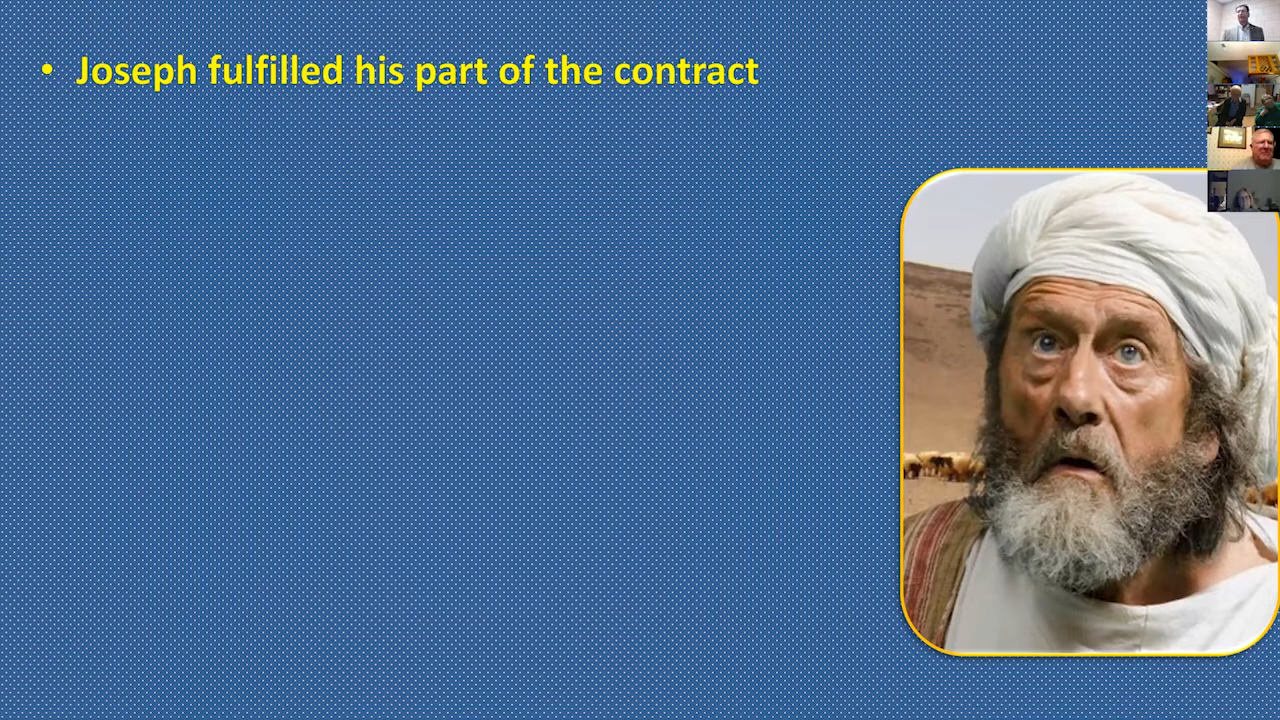 • Joseph fulfilled his part of the contract